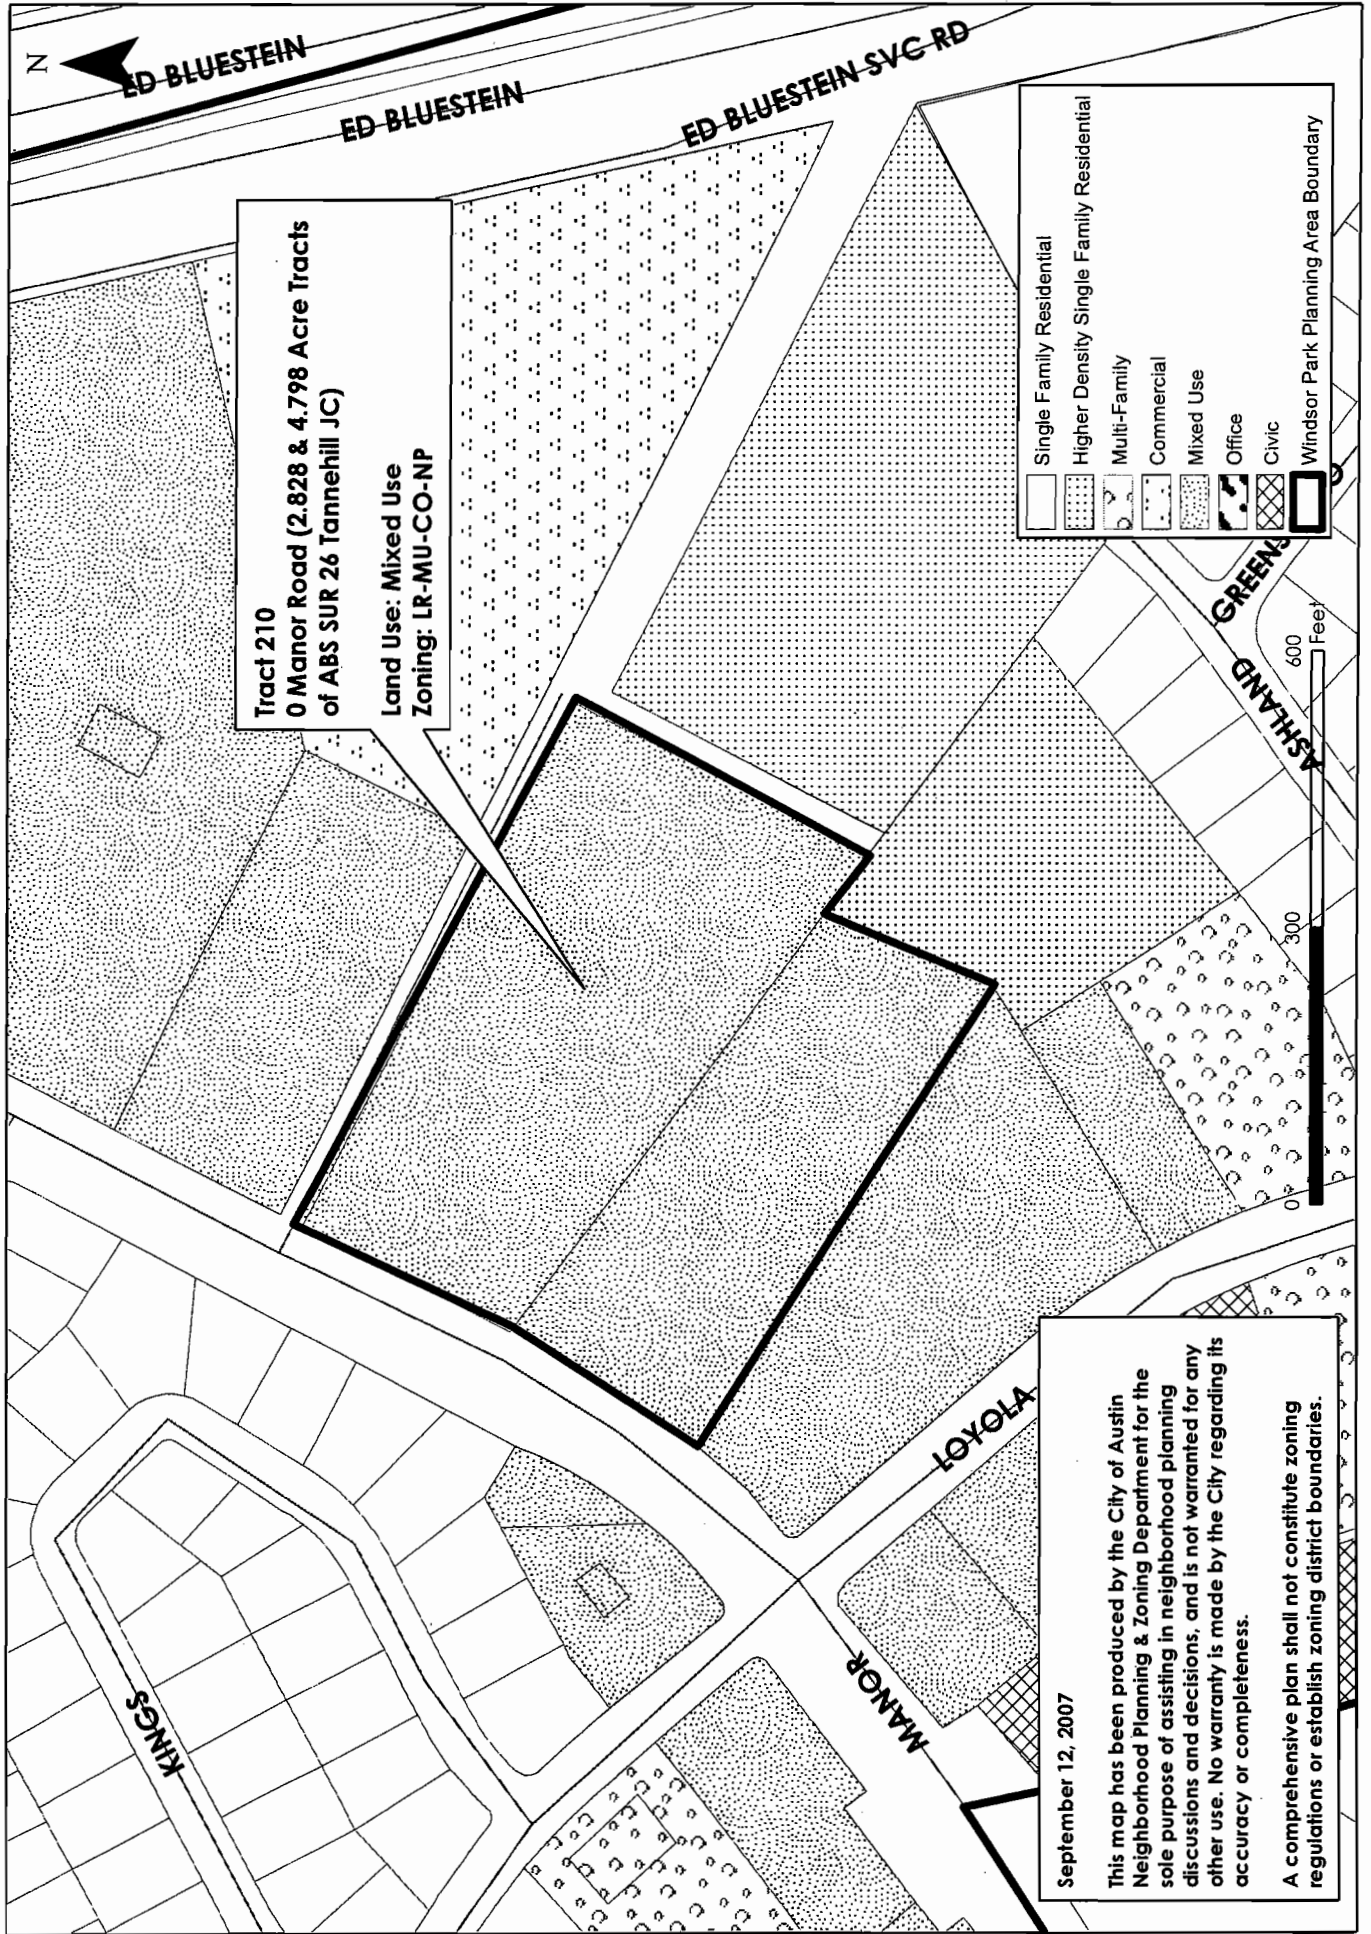 N
ED BLUESTEIN
ED BLUESTEIN
ED BLUESTEIN SVC RD
Tract 210
0 Manor Road (2.828 & 4.798 Acre Tracts
of ABS SUR 26 Tannehill JC)
Land Use: Mixed Use
Zoning: LR-MU-CO-NP
KINGS
MANOR
LOYOLA
ASHLAND
GREENS
Single Family Residential
Higher Density Single Family Residential
Multi-Family
Commercial
Mixed Use
Office
Civic
Windsor Park Planning Area Boundary
0 300 600
Feet
September 12, 2007
This map has been produced by the City of Austin
Neighborhood Planning & Zoning Department for the
sole purpose of assisting in neighborhood planning
discussions and decisions, and is not warranted for any
other use. No warranty is made by the City regarding its
accuracy or completeness.
A comprehensive plan shall not constitute zoning
regulations or establish zoning district boundaries.